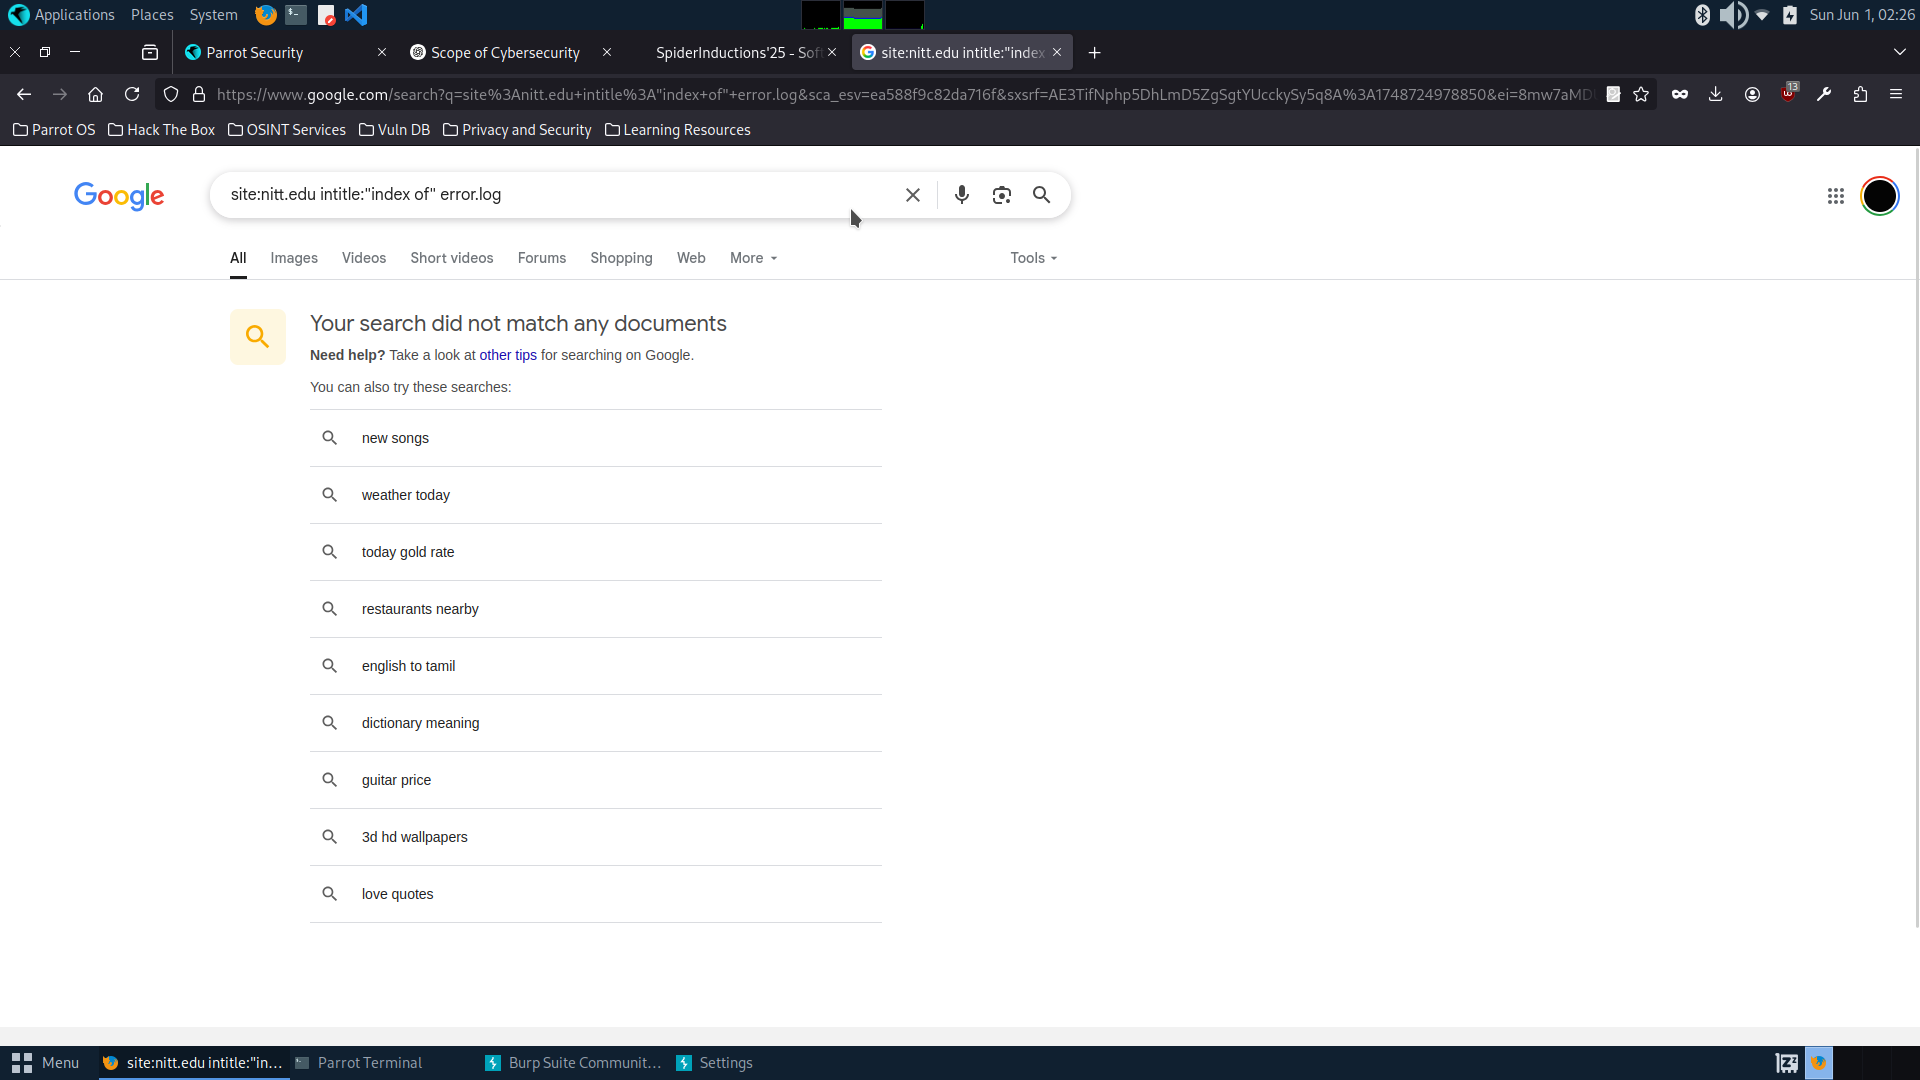 Applications Places System
Sun Jun 1, 02:26
Parrot Security
Scope of Cybersecurity
SpiderInductions'25 - Soft
site:nitt.edu intitle:"index
https://www.google.com/search?q=site%3Anitt.edu+intitle%3A"index+of"+error.log&sca_esv=ea588f9c82da716f&sxsrf=AE3TifNphp5DhLmD5ZgSgtYUcckySy5q8A%3A1748724978850&ei=8mw7aMD
13
Parrot OS
Hack The Box
OSINT Services
Vuln DB
Privacy and Security
Learning Resources
Google
site:nitt.edu intitle:"index of" error.log
All Images Videos Short videos Forums Shopping Web More Tools
Your search did not match any documents
Need help? Take a look at other tips for searching on Google.
You can also try these searches:
new songs
weather today
today gold rate
restaurants nearby
english to tamil
dictionary meaning
guitar price
3d hd wallpapers
love quotes
Menu
site:nitt.edu intitle:"in...
Parrot Terminal
Burp Suite Communit...
Settings